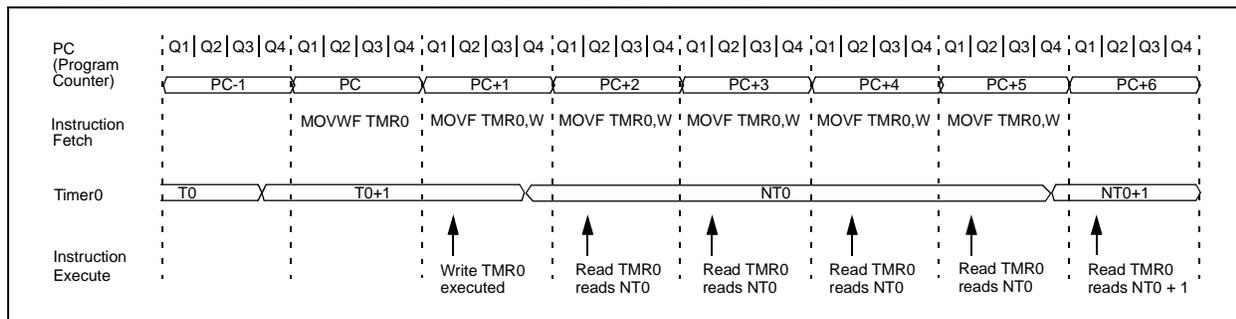 PC
(Program
Counter)
Q1 Q2 Q3 Q4 Q1 Q2 Q3 Q4 Q1 Q2 Q3 Q4 Q1 Q2 Q3 Q4 Q1 Q2 Q3 Q4 Q1 Q2 Q3 Q4 Q1 Q2 Q3 Q4 Q1 Q2 Q3 Q4
PC-1 PC PC+1 PC+2 PC+3 PC+4 PC+5 PC+6
Instruction
Fetch
MOVWF TMR0 MOVF TMR0,W MOVF TMR0,W MOVF TMR0,W MOVF TMR0,W MOVF TMR0,W
Timer0
T0 T0+1 NT0 NT0+1
Instruction
Execute
Write TMR0
executed
Read TMR0
reads NT0
Read TMR0
reads NT0
Read TMR0
reads NT0
Read TMR0
reads NT0
Read TMR0
reads NT0 + 1